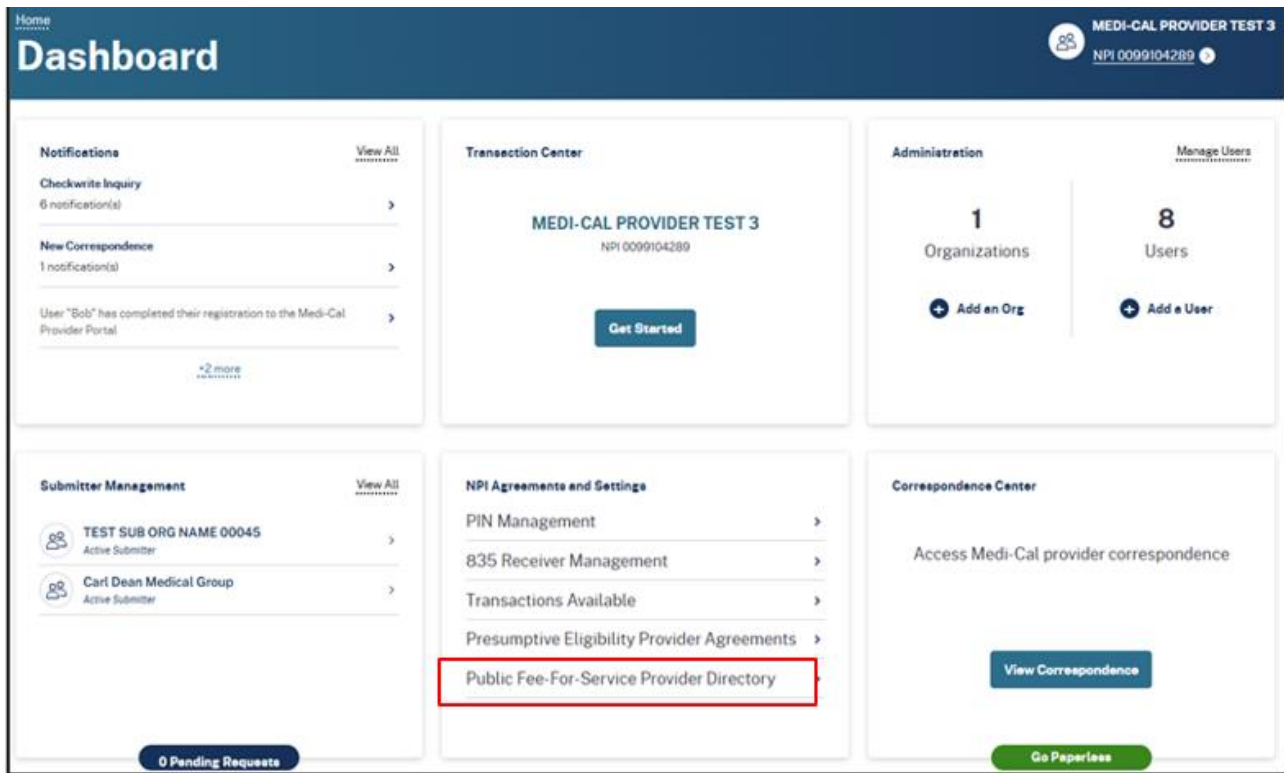 Home
Dashboard
MEDI-CAL PROVIDER TEST 3
NPI 0099104289
Notifications
View All
Checkwrite Inquiry
6 notification(s)
New Correspondence
1 notification(s)
User "Bob" has completed their registration to the Medi-Cal
Provider Portal
+2 more
Transaction Center
MEDI-CAL PROVIDER TEST 3
NPI 0099104289
Get Started
Administration
Manage Users
1
Organizations
Add an Org
8
Users
Add a User
Submitter Management
View All
TEST SUB ORG NAME 00045
Active Submitter
Carl Dean Medical Group
Active Submitter
0 Pending Requests
NPI Agreements and Settings
PIN Management
835 Receiver Management
Transactions Available
Presumptive Eligibility Provider Agreements
Public Fee-For-Service Provider Directory
Correspondence Center
Access Medi-Cal provider correspondence
View Correspondence
Go Paperless